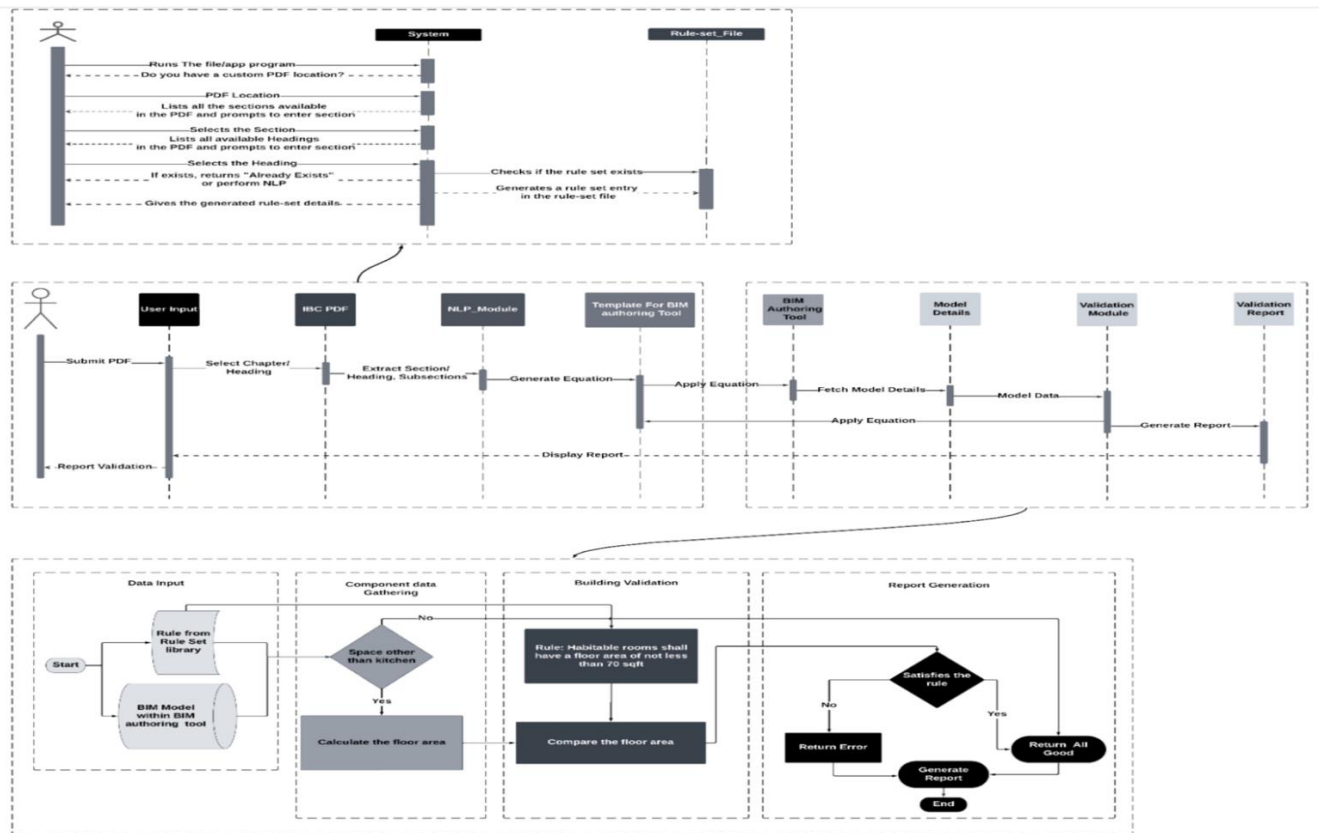 System
Rule-set_File
Runs The file/app program
Do you have a custom PDF location?
PDF Location
Lists all the sections available
in the PDF and prompts to enter section
Selects the Section
Lists all available Headings
in the PDF and prompts to enter section
Selects the Heading
If exists, returns "Already Exists"
or perform NLP
Checks if the rule set exists
Generates a rule set entry
in the rule-set file
Gives the generated rule-set details
User Input
IBC PDF
NLP_Module
Template For BIM
authoring Tool
BIM
Authoring
Tool
Model
Details
Validation
Module
Validation
Report
Submit PDF
Select Chapter/
Heading
Extract Section/
Heading, Subsections
Generate Equation
Apply Equation
Fetch Model Details
Model Data
Apply Equation
Generate Report
Display Report
Report Validation
Data Input
Component data
Gathering
Building Validation
Report Generation
Start
Rule from
Rule Set
library
BIM Model
within BIM
authoring tool
No
Space other
than kitchen
Yes
Calculate the floor area
Rule: Habitable rooms shall
have a floor area of not less
than 70 sqft
Compare the floor area
Satisfies the
rule
No
Yes
Return Error
Return All
Good
Generate
Report
End